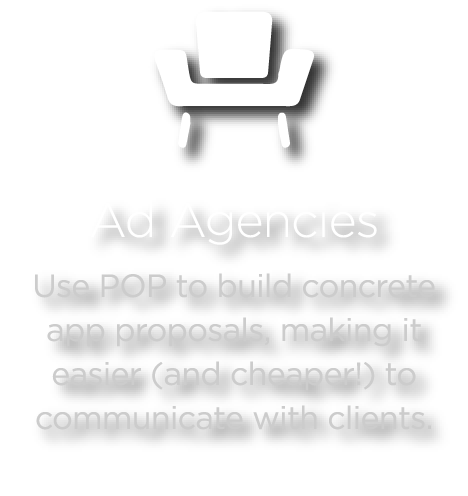 Ad Agencies
Use POP to build concrete
app proposals, making it
easier (and cheaper!) to
communicate with clients.